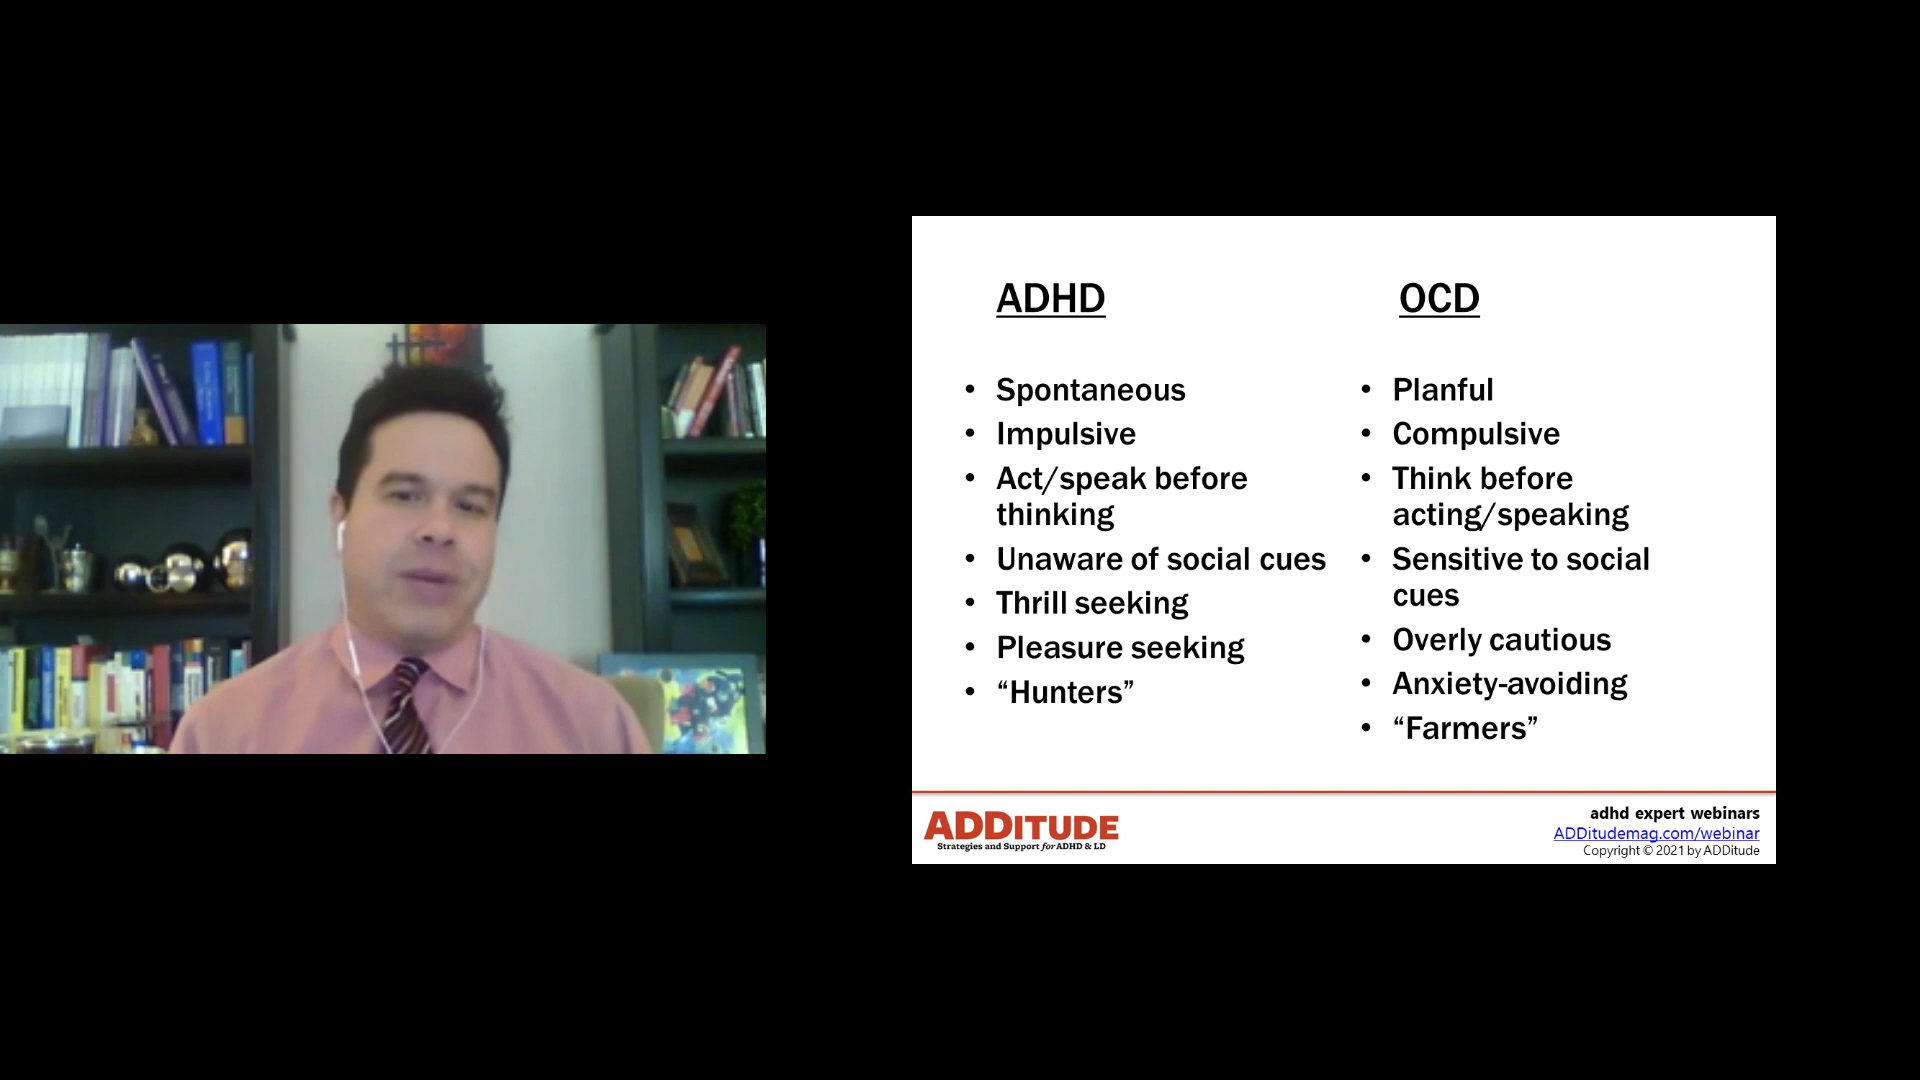 ADHD
• Spontaneous
• Impulsive
• Act/speak before
thinking
• Unaware of social cues
• Thrill seeking
• Pleasure seeking
• “Hunters”
OCD
• Planful
• Compulsive
• Think before
acting/speaking
• Sensitive to social
cues
• Overly cautious
• Anxiety-avoiding
• “Farmers”
ADDITUDE
Strategies and Support for ADHD & LD
adhd expert webinars
ADDitudemag.com/webinar
Copyright © 2021 by ADDitude